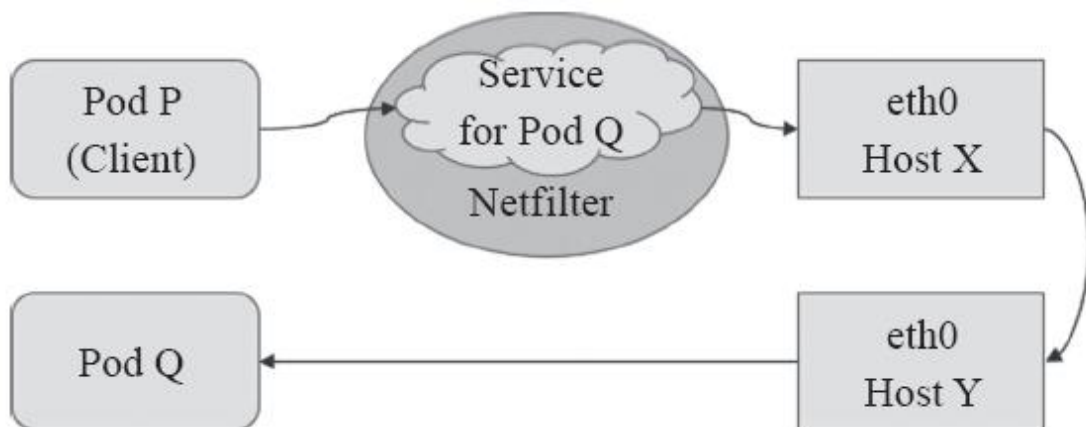 Pod P
(Client)
Service
for Pod Q
Netfilter
eth0
Host X
Pod Q
eth0
Host Y